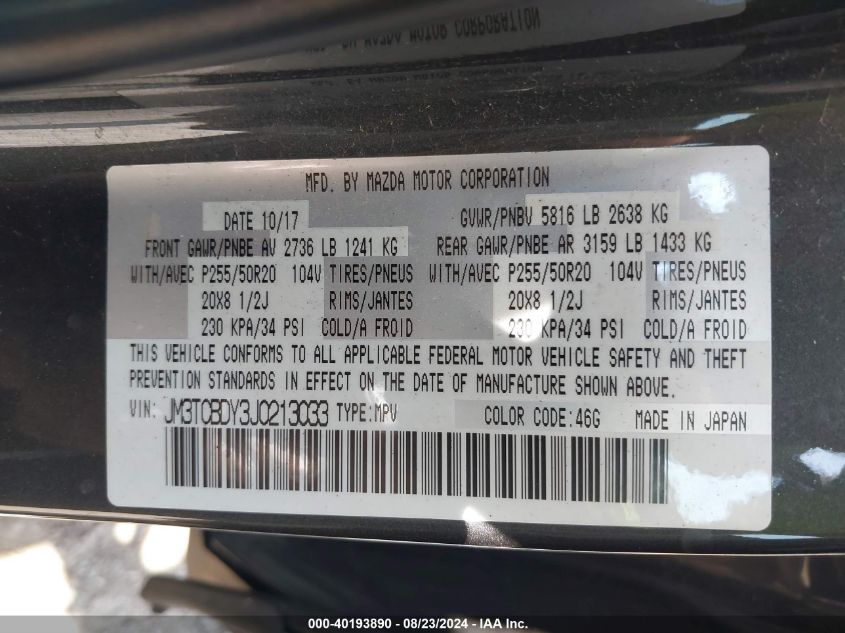 MFD. BY MAZDA MOTOR CORPORATION
DATE 10/17 GVWR/PNBV 5816 LB 2638 KG
FRONT GAWR/PNBE AV 2736 LB 1241 KG REAR GAWR/PNBE AR 3159 LB 1433 KG
WITH/AVEC P255/50R20 104V TIRES/PNEUS WITH/AVEC P255/50R20 104V TIRES/PNEUS
20X8 1/2J RIMS/JANTES 20X8 1/2J RIMS/JANTES
230 KPA/34 PSI COLD/A FROID 230 KPA/34 PSI COLD/A FROID
THIS VEHICLE CONFORMS TO ALL APPLICABLE FEDERAL MOTOR VEHICLE SAFETY AND THEFT
PREVENTION STANDARDS IN EFFECT ON THE DATE OF MANUFACTURE SHOWN ABOVE.
VIN: JM3TCBDY3J0213033 TYPE:MPV COLOR CODE:46G MADE IN JAPAN
000-40193890 - 08/23/2024 - IAA Inc.